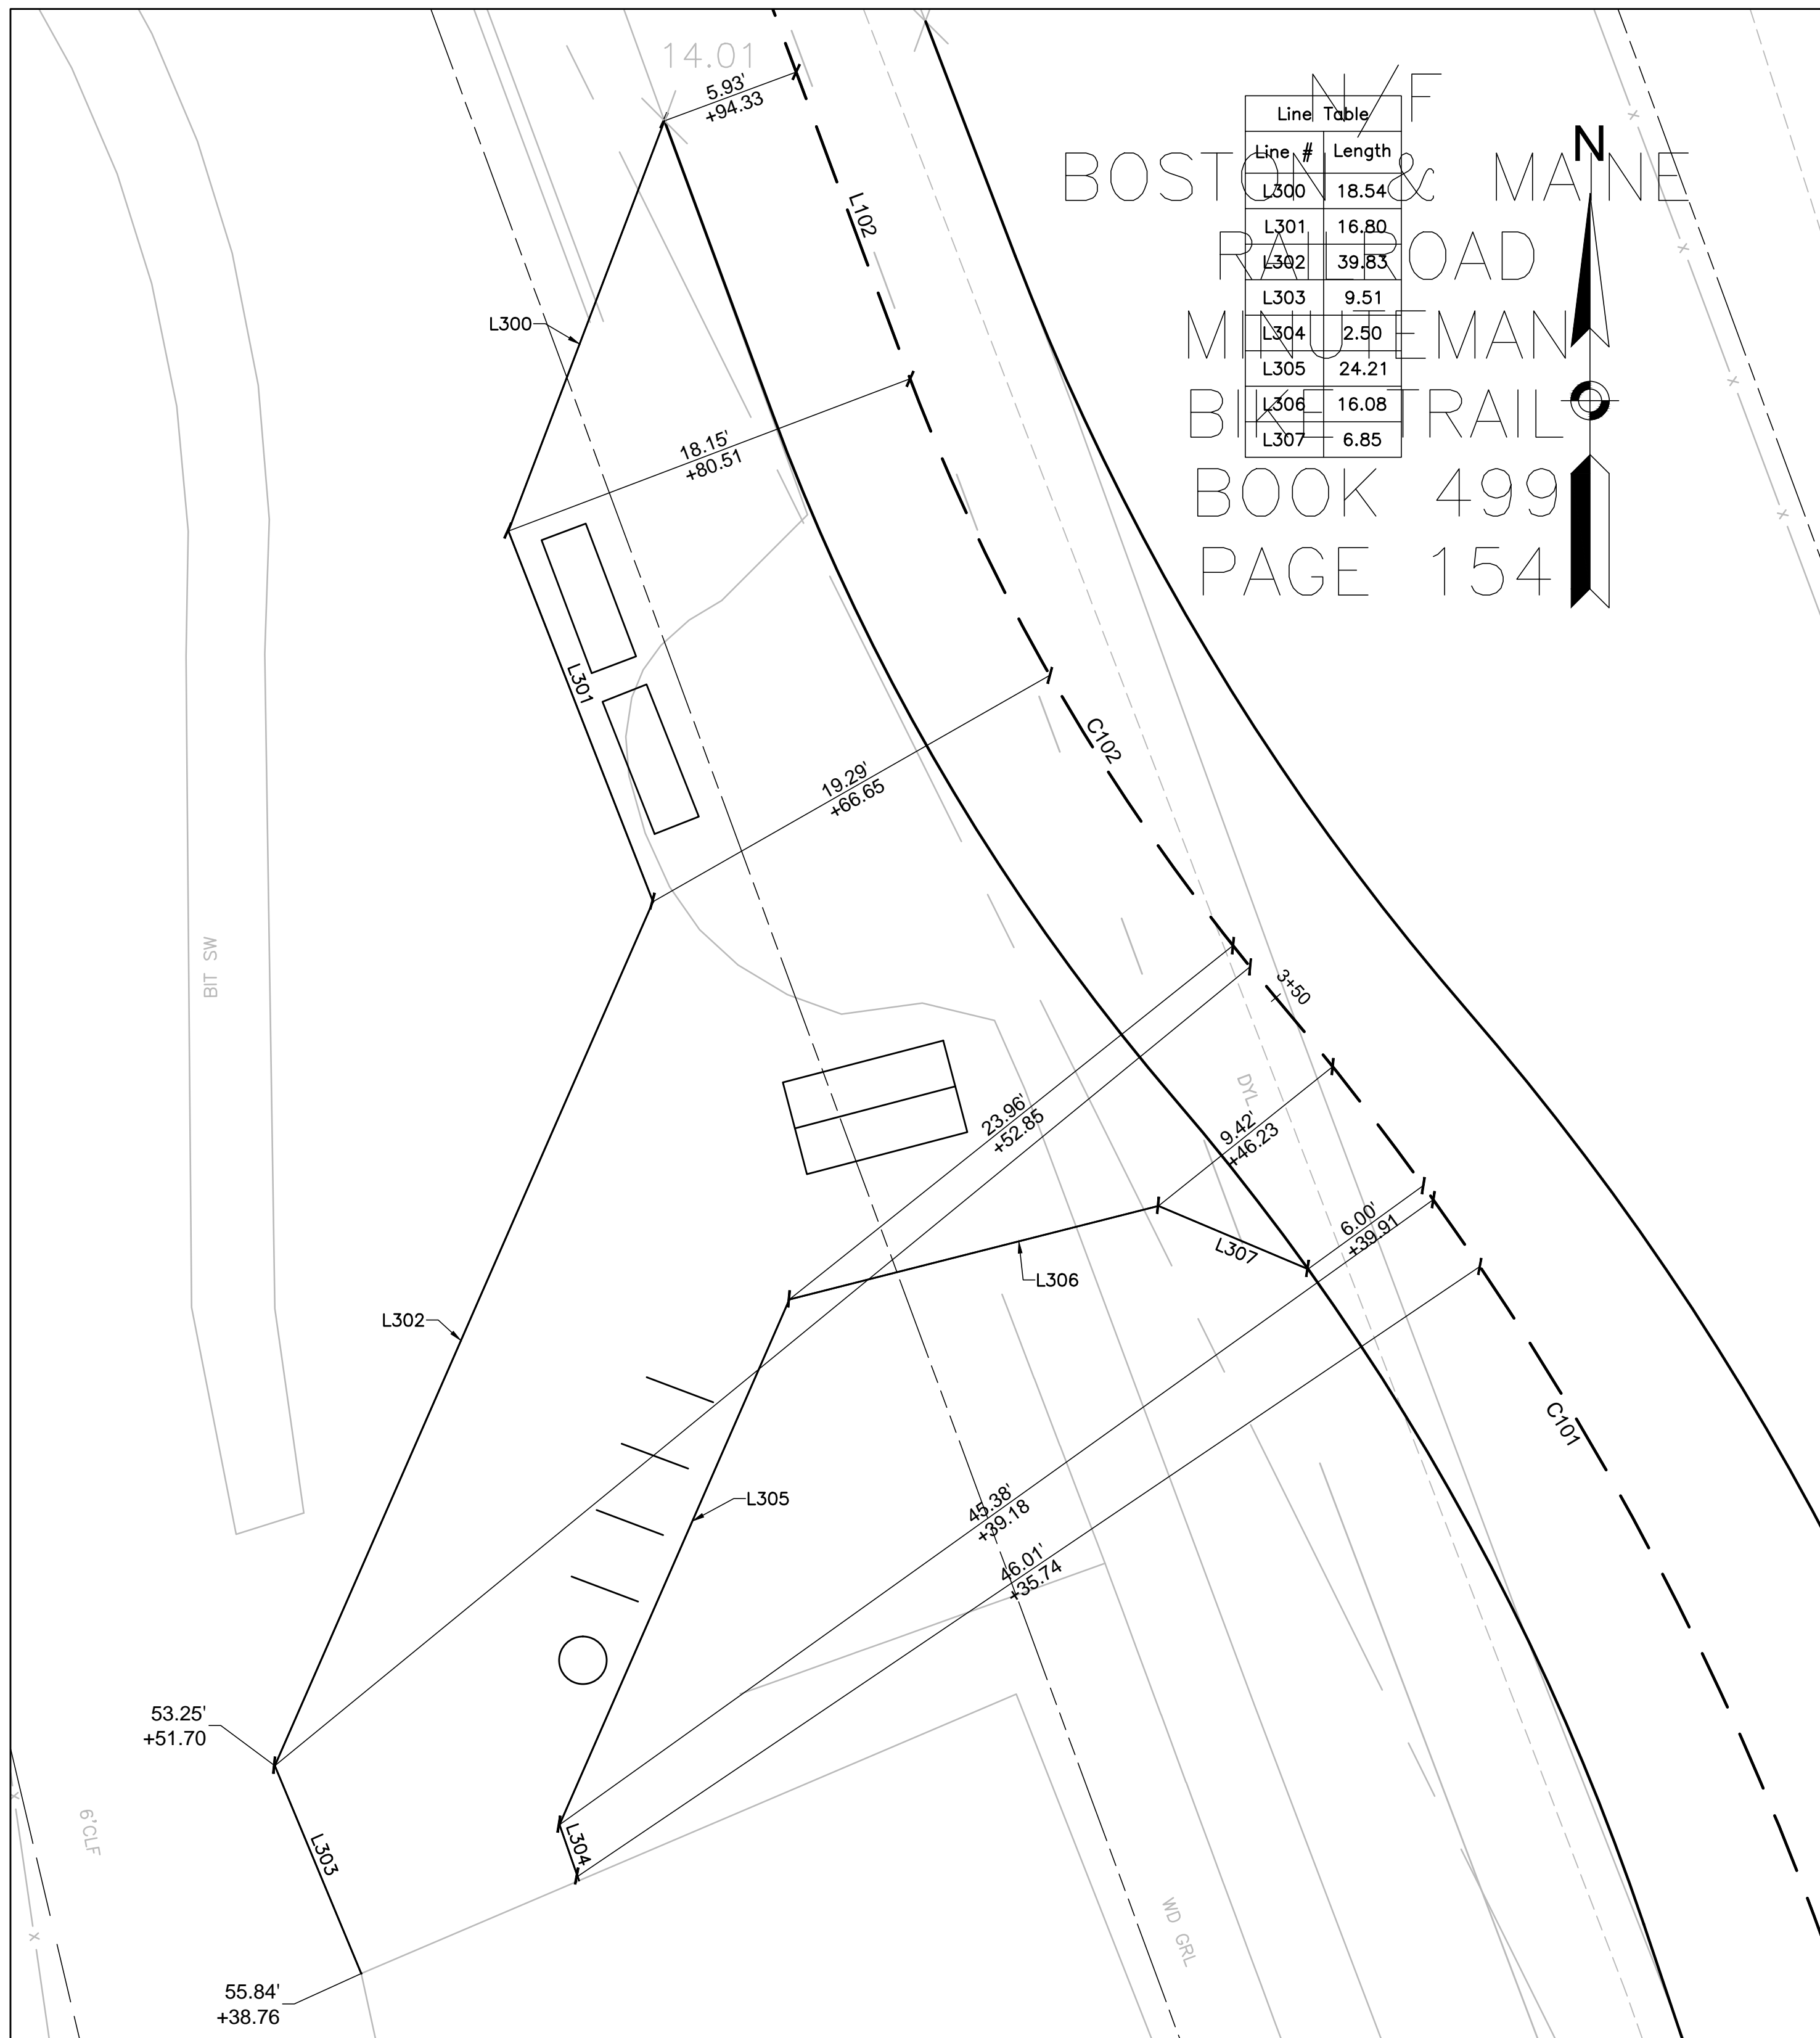 14.01
5.93'
+94.33
L102
N/F
BOSTON & MAINE
RAILROAD
MINUTEMAN
BIKE TRAIL
BOOK 499
PAGE 154
Line Table
Line # Length
L300 18.54
L301 16.80
L302 39.83
L303 9.51
L304 2.50
L305 24.21
L306 16.08
L307 6.85
N
x
x
x
x
L300
18.15'
+80.51
L301
19.29'
+66.65
C102
BIT SW
3+50
DYL
23.96'
+52.85
9.42'
+46.23
6.00'
+39.91
L307
L306
L302
C101
L305
45.38'
+39.18
46.01'
+35.74
53.25'
+51.70
x
6'CLF
L303
L304
x
WD GRL
55.84'
+38.76